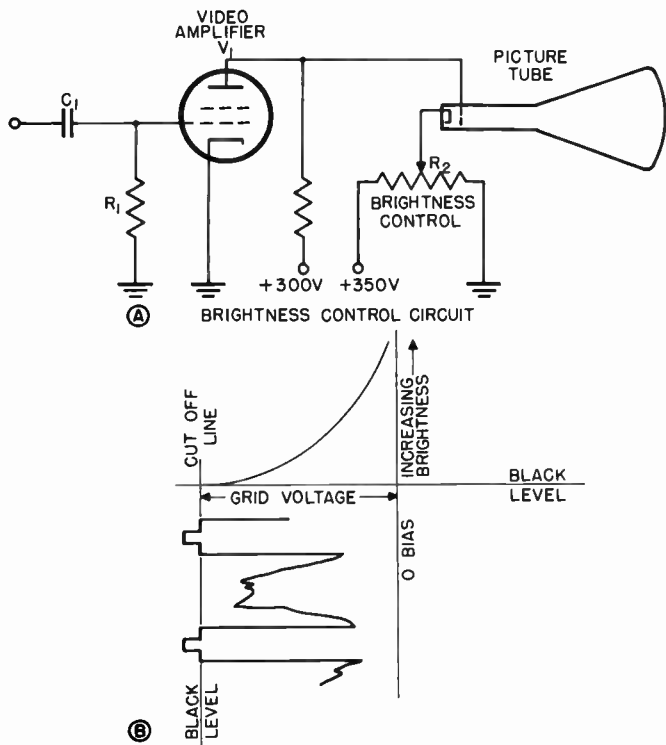 VIDEO
AMPLIFIER
V1
PICTURE
TUBE
C1
R1
R2
BRIGHTNESS
CONTROL
+300V
+350V
A
BRIGHTNESS CONTROL CIRCUIT
CUT OFF
LINE
INCREASING
BRIGHTNESS
GRID VOLTAGE
BLACK
LEVEL
O BIAS
BLACK
LEVEL
B